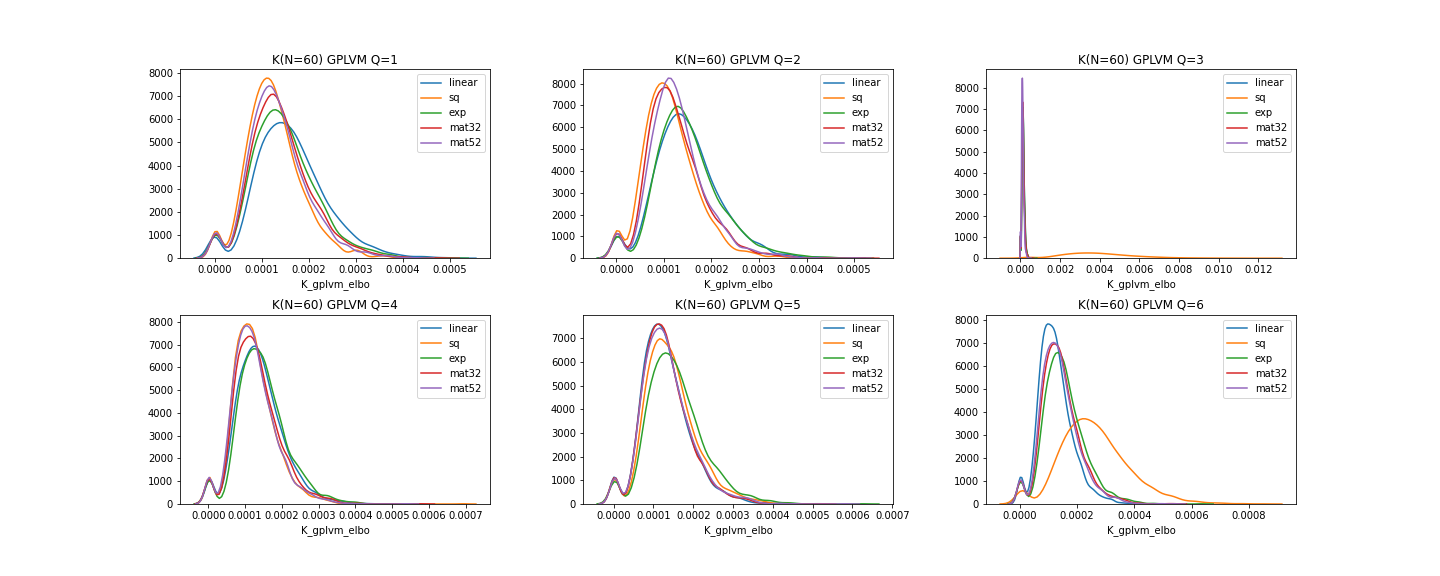 K(N=60) GPLVM Q=1
8000
7000
6000
5000
4000
3000
2000
1000
0
linear
sq
exp
mat32
mat52
0.0000 0.0001 0.0002 0.0003 0.0004 0.0005
K_gplvm_elbo
K(N=60) GPLVM Q=2
8000
7000
6000
5000
4000
3000
2000
1000
0
linear
sq
exp
mat32
mat52
0.0000 0.0001 0.0002 0.0003 0.0004 0.0005
K_gplvm_elbo
K(N=60) GPLVM Q=3
8000
7000
6000
5000
4000
3000
2000
1000
0
linear
sq
exp
mat32
mat52
0.000 0.002 0.004 0.006 0.008 0.010 0.012
K_gplvm_elbo
K(N=60) GPLVM Q=4
8000
7000
6000
5000
4000
3000
2000
1000
0
linear
sq
exp
mat32
mat52
0.0000 0.0001 0.0002 0.0003 0.0004 0.0005 0.0006 0.0007
K_gplvm_elbo
K(N=60) GPLVM Q=5
7000
6000
5000
4000
3000
2000
1000
0
linear
sq
exp
mat32
mat52
0.0000 0.0001 0.0002 0.0003 0.0004 0.0005 0.0006 0.0007
K_gplvm_elbo
K(N=60) GPLVM Q=6
8000
7000
6000
5000
4000
3000
2000
1000
0
linear
sq
exp
mat32
mat52
0.0000 0.0002 0.0004 0.0006 0.0008
K_gplvm_elbo